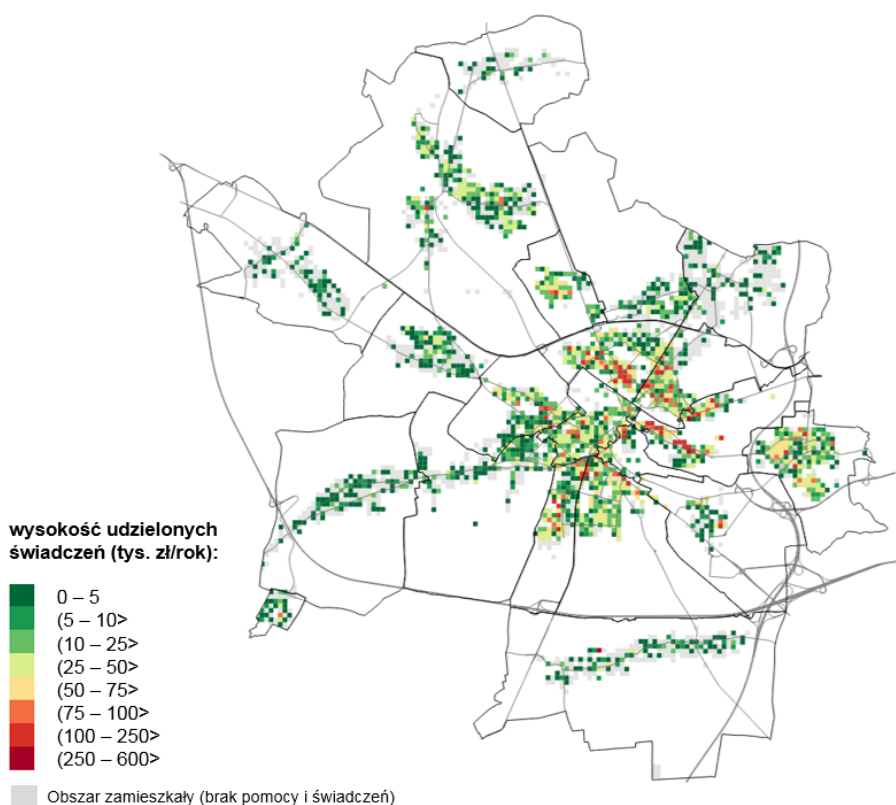 wysokość udzielonych
świadczeń (tys. zł/rok):
0 – 5
(5 – 10>
(10 – 25>
(25 – 50>
(50 – 75>
(75 – 100>
(100 – 250>
(250 – 600>
Obszar zamieszkały (brak pomocy i świadczeń)